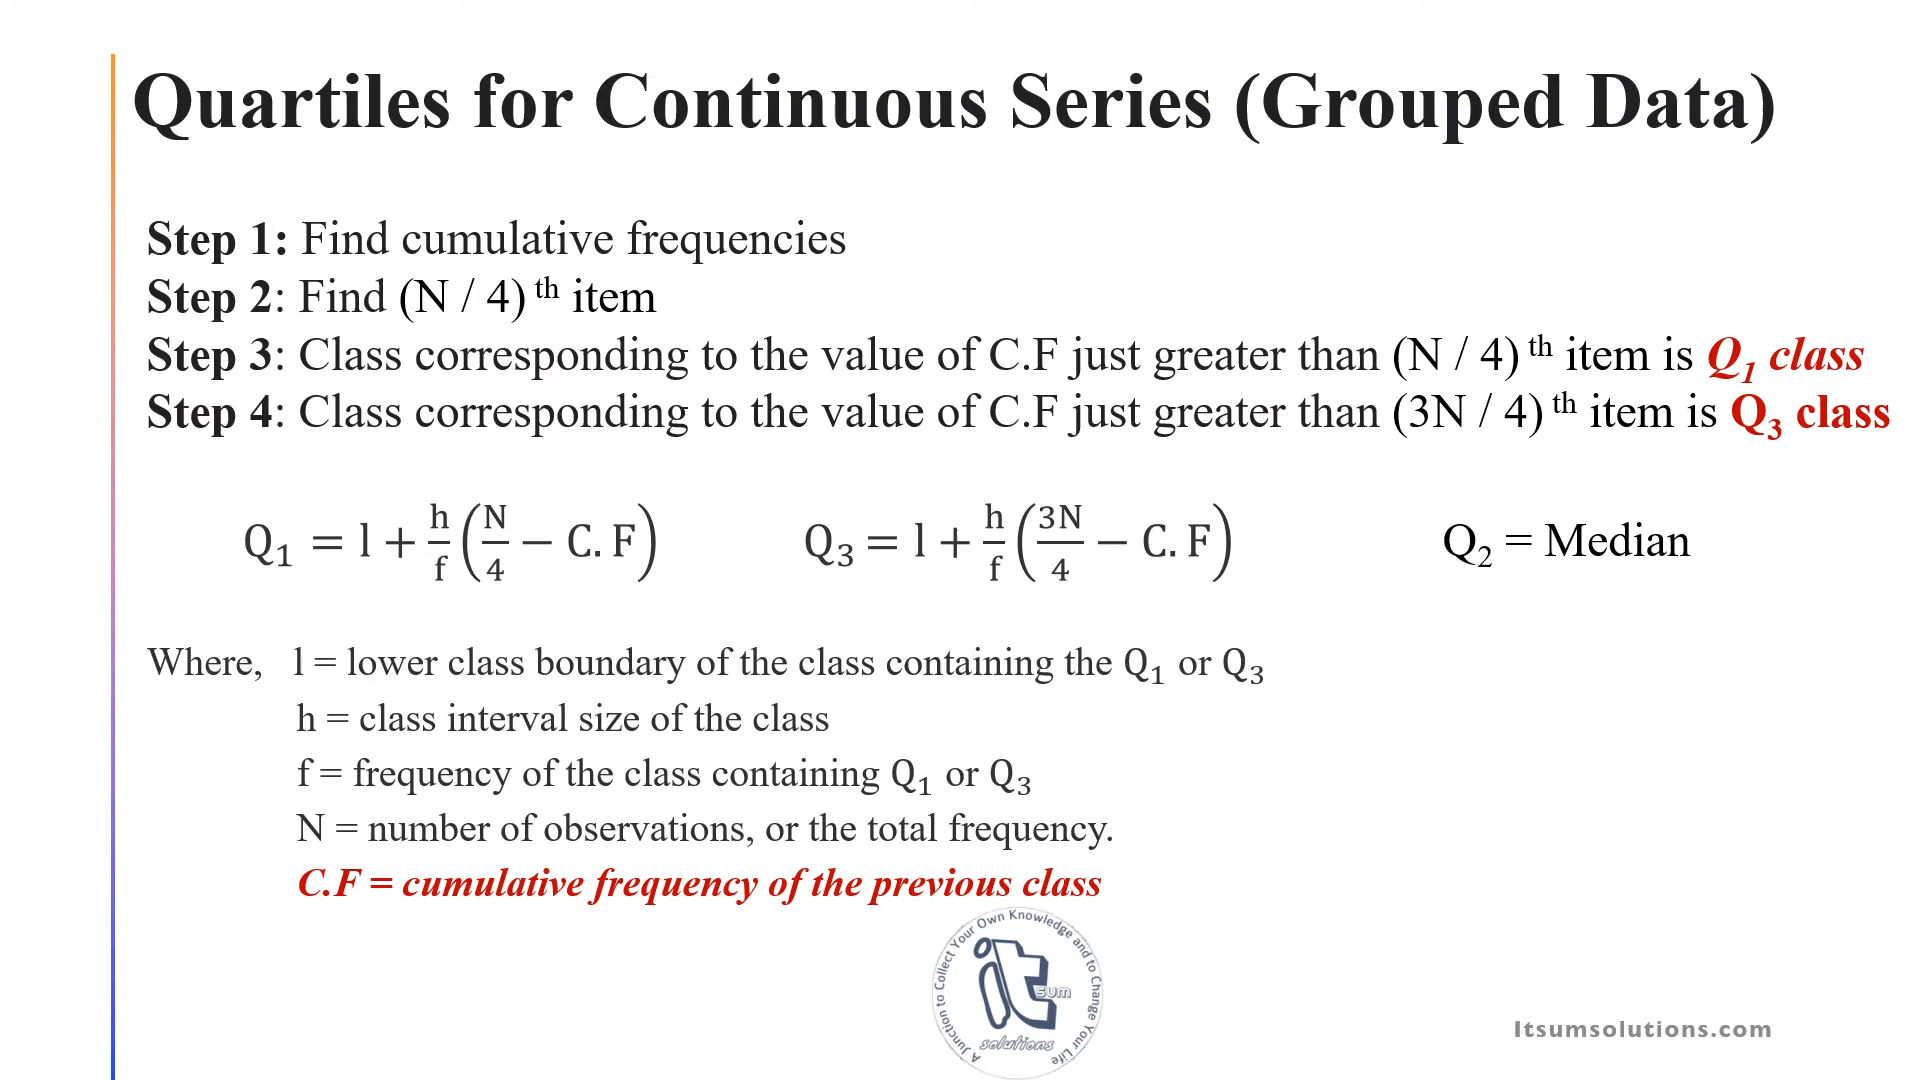 Quartiles for Continuous Series (Grouped Data)
Step 1: Find cumulative frequencies
Step 2: Find (N / 4) th item
Step 3: Class corresponding to the value of C.F just greater than (N / 4) th item is Q₁ class
Step 4: Class corresponding to the value of C.F just greater than (3N / 4) th item is Q₃ class
Q₁ = l + h/f (N/4 − C. F) Q₃ = l + h/f (3N/4 − C. F) Q₂ = Median
Where, l = lower class boundary of the class containing the Q₁ or Q₃
h = class interval size of the class
f = frequency of the class containing Q₁ or Q₃
N = number of observations, or the total frequency.
C.F = cumulative frequency of the previous class
A Junction to Collect Your Own Knowledge and to Change Your Life
it
sum
solutions
Itsumsolutions.com